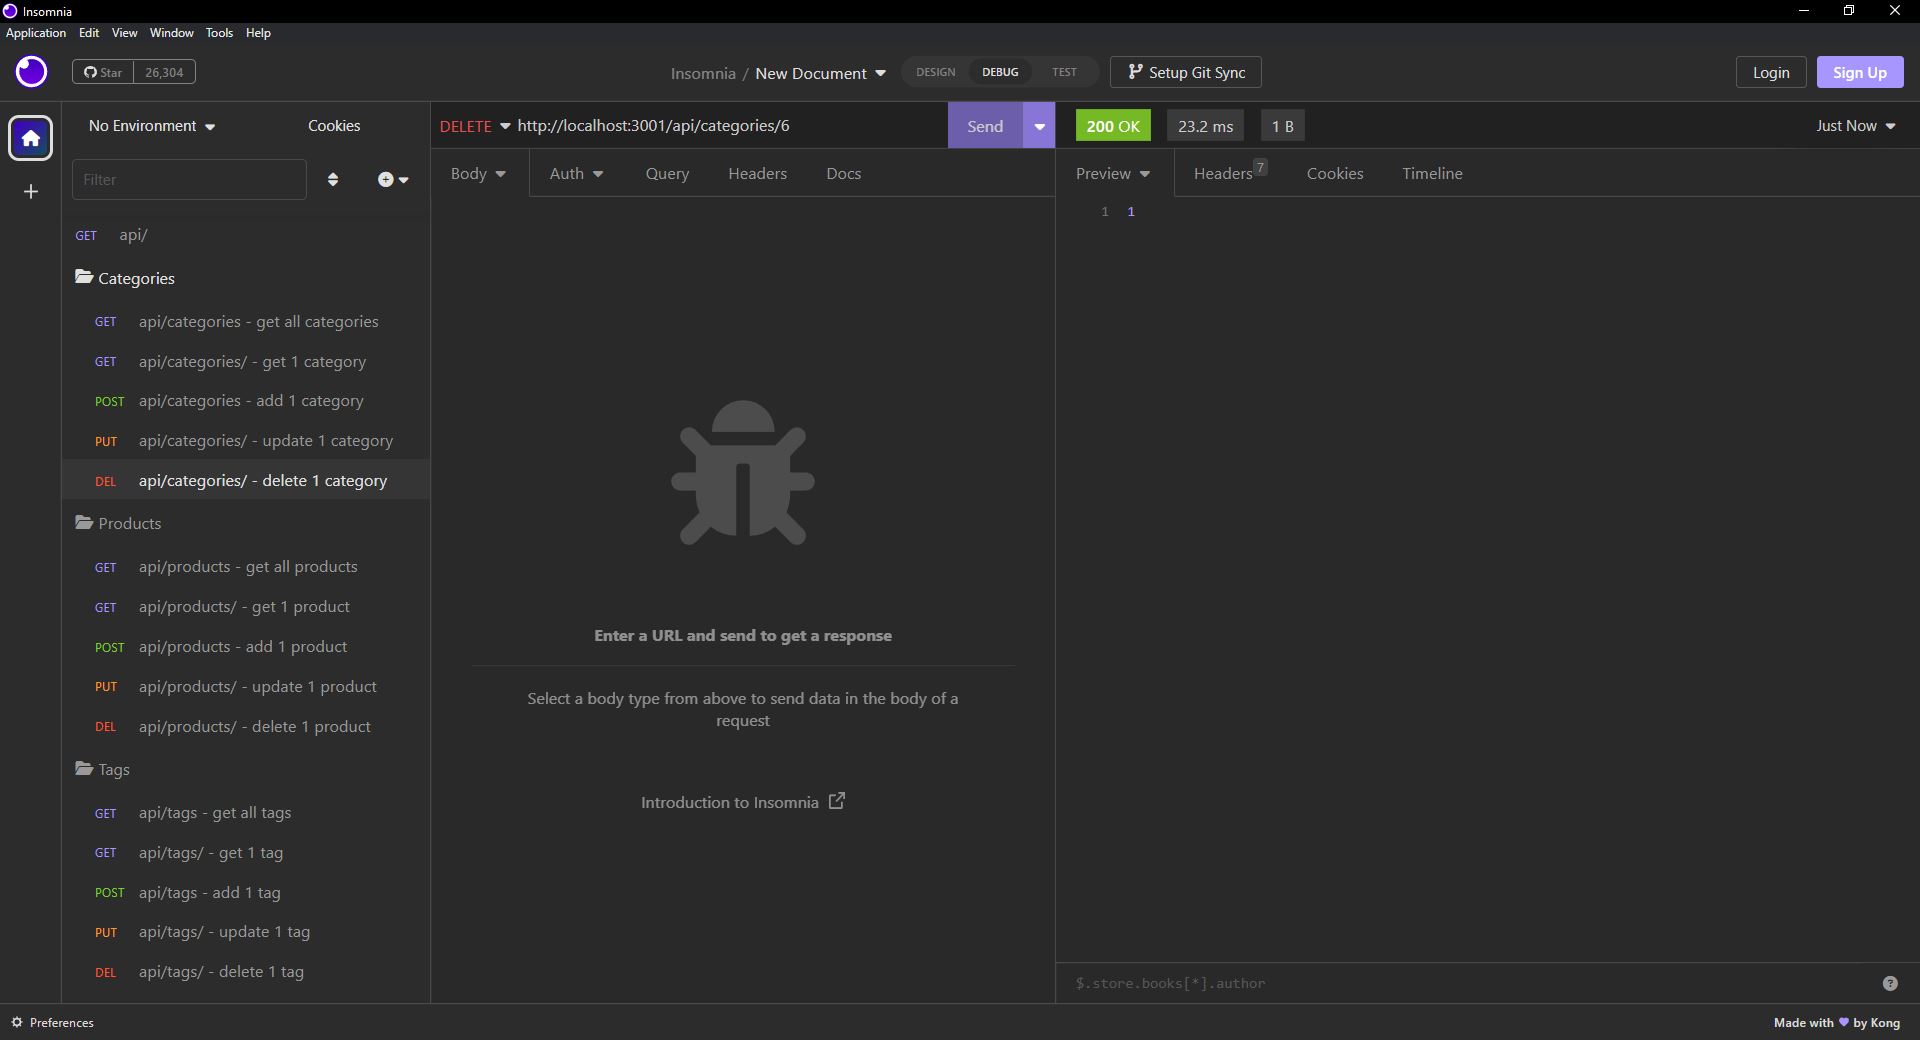 Insomnia
Application Edit View Window Tools Help
Star 26,304
Insomnia / New Document
DESIGN DEBUG TEST
Setup Git Sync
Login
Sign Up
No Environment
Cookies
DELETE http://localhost:3001/api/categories/6
Send
200 OK
23.2 ms
1 B
Just Now
Filter
Body Auth Query Headers Docs
Preview Headers 7 Cookies Timeline
1 1
GET api/
Categories
GET api/categories - get all categories
GET api/categories/ - get 1 category
POST api/categories - add 1 category
PUT api/categories/ - update 1 category
DEL api/categories/ - delete 1 category
Products
GET api/products - get all products
GET api/products/ - get 1 product
POST api/products - add 1 product
PUT api/products/ - update 1 product
DEL api/products/ - delete 1 product
Tags
GET api/tags - get all tags
GET api/tags/ - get 1 tag
POST api/tags - add 1 tag
PUT api/tags/ - update 1 tag
DEL api/tags/ - delete 1 tag
Enter a URL and send to get a response
Select a body type from above to send data in the body of a
request
Introduction to Insomnia
$.store.books[*].author
?
Preferences
Made with ♥ by Kong